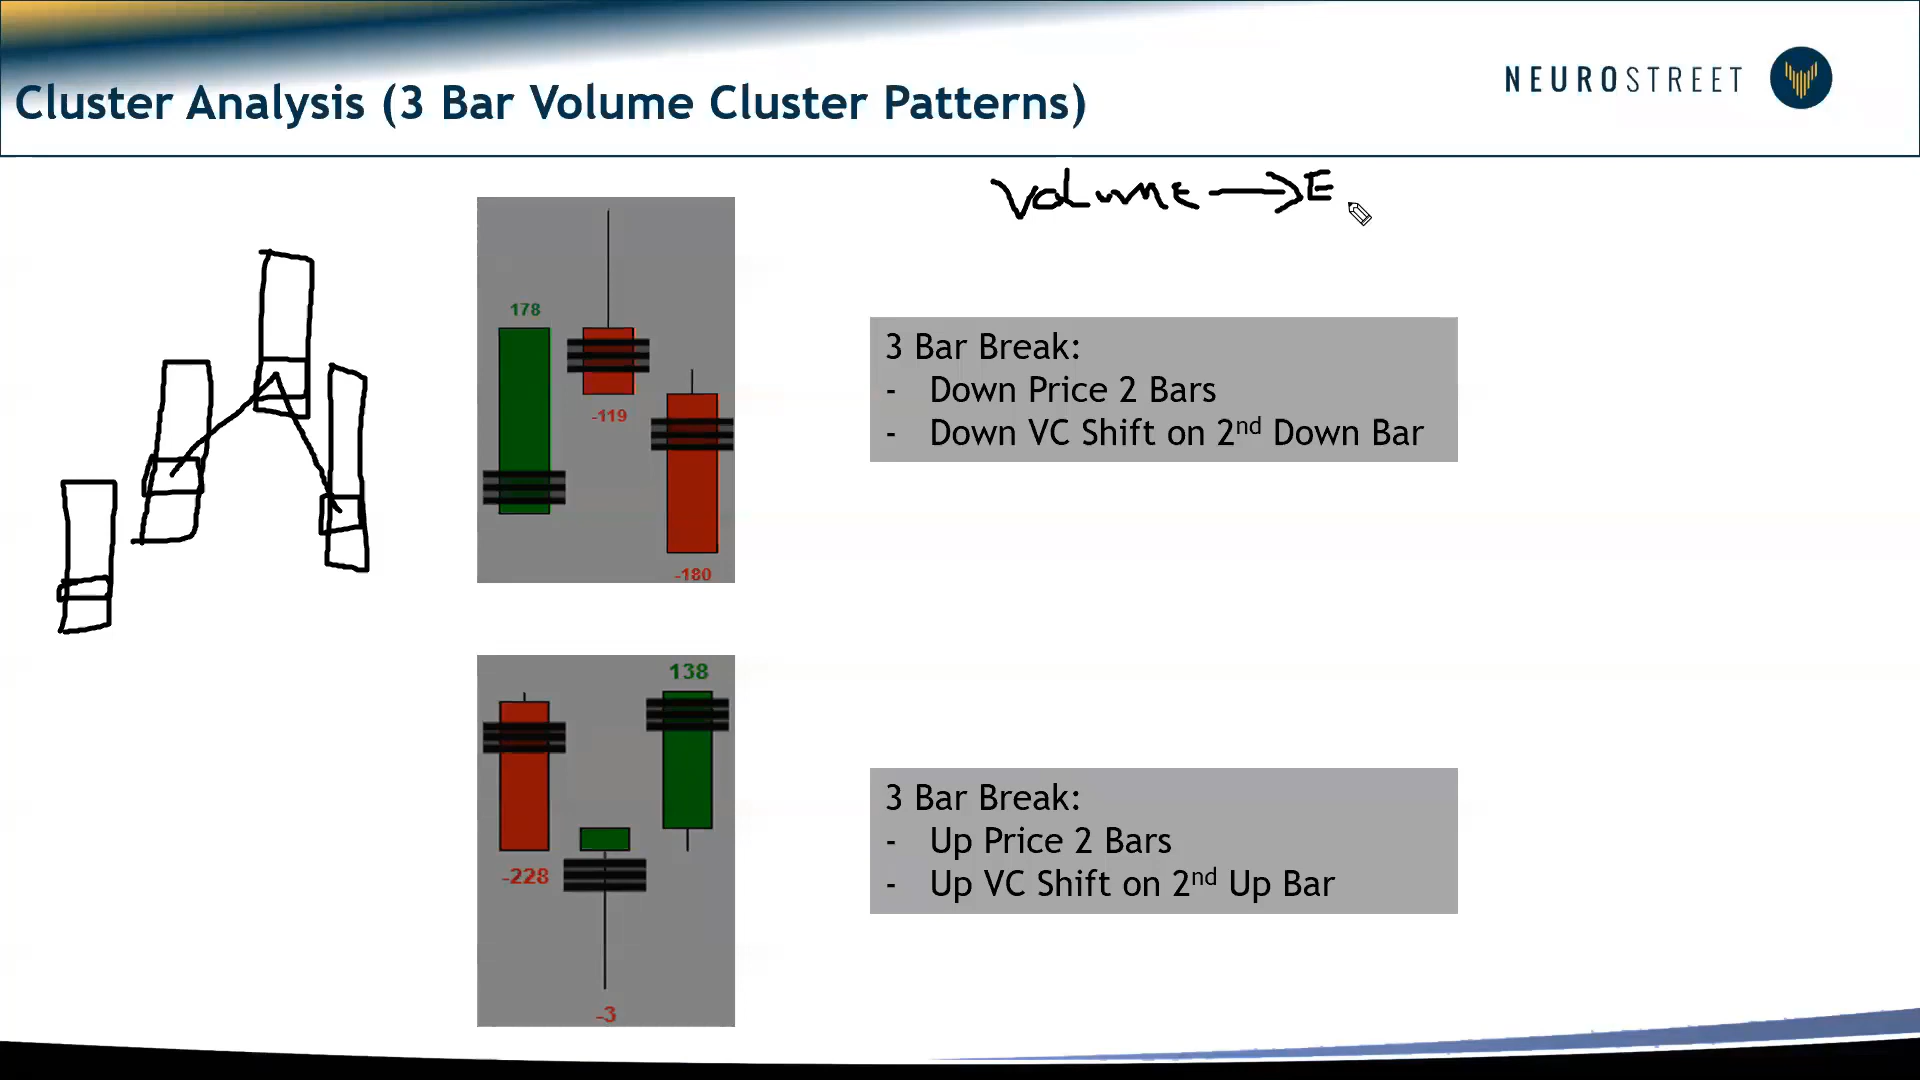 NEUROSTREET
Cluster Analysis (3 Bar Volume Cluster Patterns)
Volume → E
178
-119
-180
3 Bar Break:
- Down Price 2 Bars
- Down VC Shift on 2nd Down Bar
138
-228
-3
3 Bar Break:
- Up Price 2 Bars
- Up VC Shift on 2nd Up Bar